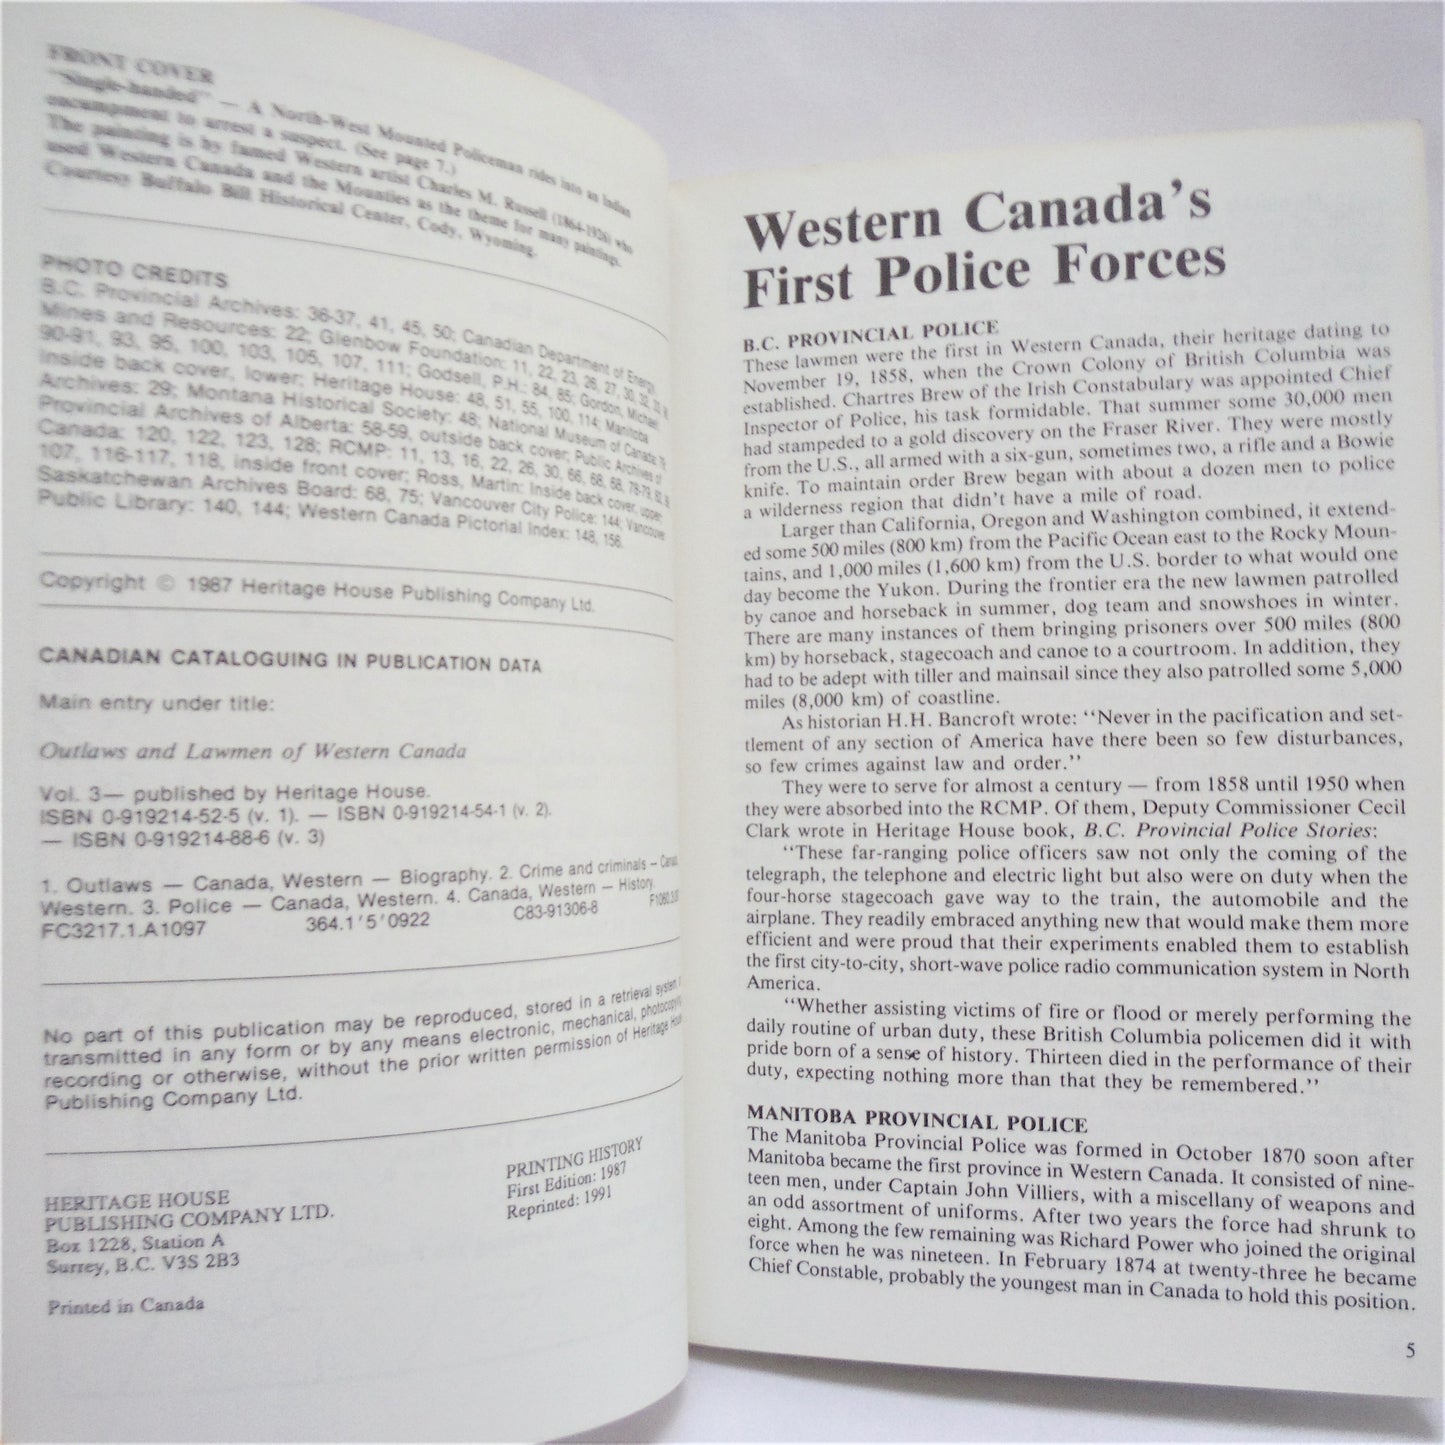 FRONT COVER
"Single-handed" — A North-West Mounted Policeman rides into an Indian
encampment to arrest a suspect. (See page 7.)
The painting is by famed Western artist Charles M. Russell (1864-1926) who
used Western Canada and the Mounties as the theme for many paintings.
Courtesy Buffalo Bill Historical Center, Cody, Wyoming.
PHOTO CREDITS
B.C. Provincial Archives: 36-37, 41, 45, 50; Canadian Department of Energy,
Mines and Resources: 22; Glenbow Foundation: 11, 22, 23, 26, 27, 30, 32,
90-91, 93, 95, 100, 103, 105, 107, 111; Godsell, P.H.: 84, 85; Gordon, Michael:
Inside back cover, lower; Heritage House: 48, 51, 55, 100, 114; Manitoba
Archives: 29; Montana Historical Society: 48; National Museum of Canada:
Provincial Archives of Alberta: 58-59, outside back cover; Public Archives of
Canada: 120, 122, 123, 128; RCMP: 11, 13, 16, 22, 26, 30, 66, 68, 78-79,
107, 116-117, 118, inside front cover; Ross, Martin: Inside back cover, upper;
Saskatchewan Archives Board: 68, 75; Vancouver City Police: 144; Vancouver
Public Library: 140, 144; Western Canada Pictorial Index: 148, 156.
Copyright © 1987 Heritage House Publishing Company Ltd.
CANADIAN CATALOGUING IN PUBLICATION DATA
Main entry under title:
Outlaws and Lawmen of Western Canada
Vol. 3— published by Heritage House.
ISBN 0-919214-52-5 (v. 1). — ISBN 0-919214-54-1 (v. 2).
— ISBN 0-919214-88-6 (v. 3)
1. Outlaws — Canada, Western — Biography. 2. Crime and criminals —
Western. 3. Police — Canada, Western. 4. Canada, Western — History.
FC3217.1.A1097 364.1'5'0922 C83-91306-8
No part of this publication may be reproduced, stored in a retrieval system
transmitted in any form or by any means electronic, mechanical,
recording or otherwise, without the prior written permission of Heritage
Publishing Company Ltd.
HERITAGE HOUSE
PUBLISHING COMPANY LTD.
Box 1228, Station A
Surrey, B.C. V3S 2B3
Printed in Canada
PRINTING HISTORY
First Edition: 1987
Reprinted: 1991
Western Canada's
First Police Forces
B.C. PROVINCIAL POLICE
These lawmen were the first in Western Canada, their heritage dating to
November 19, 1858, when the Crown Colony of British Columbia was
established. Chartres Brew of the Irish Constabulary was appointed Chief
Inspector of Police, his task formidable. That summer some 30,000 men
had stampeded to a gold discovery on the Fraser River. They were mostly
from the U.S., all armed with a six-gun, sometimes two, a rifle and a Bowie
knife. To maintain order Brew began with about a dozen men to police
a wilderness region that didn't have a mile of road.
Larger than California, Oregon and Washington combined, it extend-
ed some 500 miles (800 km) from the Pacific Ocean east to the Rocky Moun-
tains, and 1,000 miles (1,600 km) from the U.S. border to what would one
day become the Yukon. During the frontier era the new lawmen patrolled
by canoe and horseback in summer, dog team and snowshoes in winter.
There are many instances of them bringing prisoners over 500 miles (800
km) by horseback, stagecoach and canoe to a courtroom. In addition, they
had to be adept with tiller and mainsail since they also patrolled some 5,000
miles (8,000 km) of coastline.
As historian H.H. Bancroft wrote: "Never in the pacification and set-
tlement of any section of America have there been so few disturbances,
so few crimes against law and order."
They were to serve for almost a century — from 1858 until 1950 when
they were absorbed into the RCMP. Of them, Deputy Commissioner Cecil
Clark wrote in Heritage House book, B.C. Provincial Police Stories:
"These far-ranging police officers saw not only the coming of the
telegraph, the telephone and electric light but also were on duty when the
four-horse stagecoach gave way to the train, the automobile and the
airplane. They readily embraced anything new that would make them more
efficient and were proud that their experiments enabled them to establish
the first city-to-city, short-wave police radio communication system in North
America.
"Whether assisting victims of fire or flood or merely performing the
daily routine of urban duty, these British Columbia policemen did it with
pride born of a sense of history. Thirteen died in the performance of their
duty, expecting nothing more than that they be remembered."
MANITOBA PROVINCIAL POLICE
The Manitoba Provincial Police was formed in October 1870 soon after
Manitoba became the first province in Western Canada. It consisted of nine-
teen men, under Captain John Villiers, with a miscellany of weapons and
an odd assortment of uniforms. After two years the force had shrunk to
eight. Among the few remaining was Richard Power who joined the original
force when he was nineteen. In February 1874 at twenty-three he became
Chief Constable, probably the youngest man in Canada to hold this position.
5